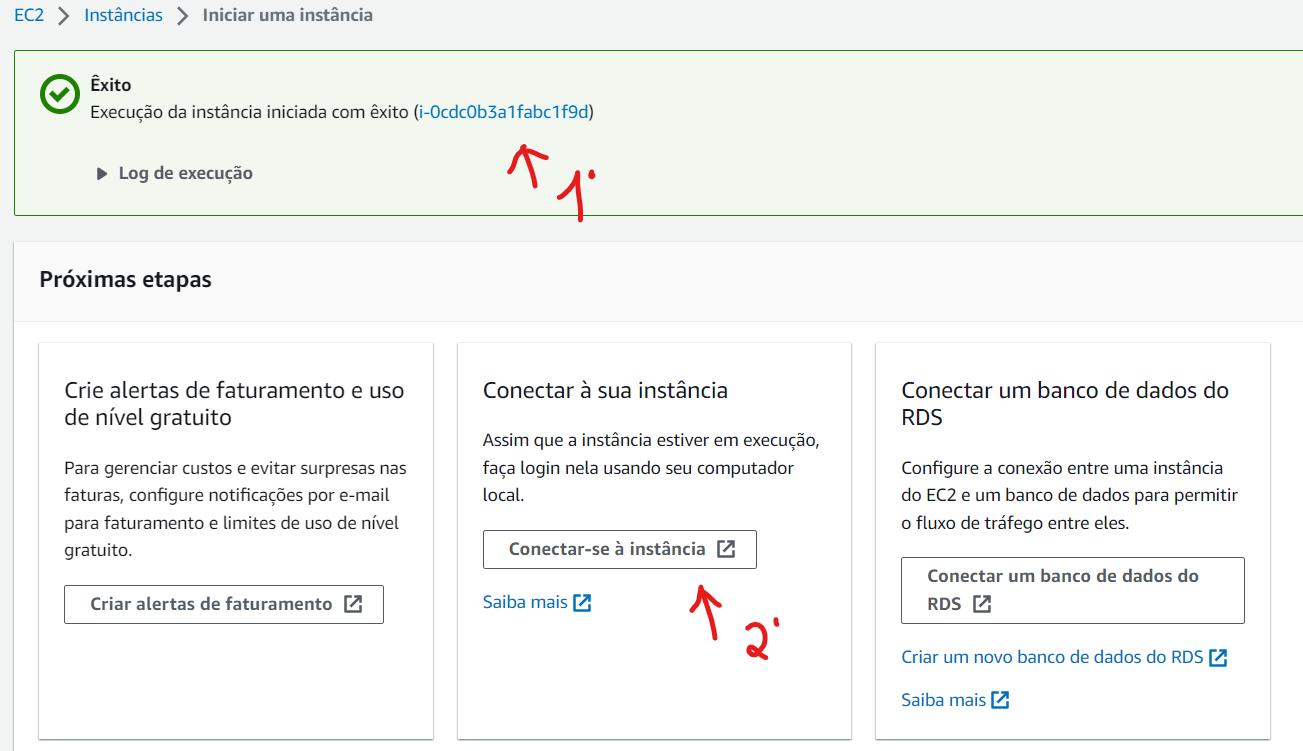 EC2 > Instâncias > Iniciar uma instância
Êxito
Execução da instância iniciada com êxito (i-0cdc0b3a1fabc1f9d)
Log de execução
1.
Próximas etapas
Crie alertas de faturamento e uso
de nível gratuito
Para gerenciar custos e evitar surpresas nas
faturas, configure notificações por e-mail
para faturamento e limites de uso de nível
gratuito.
Criar alertas de faturamento
Conectar à sua instância
Assim que a instância estiver em execução,
faça login nela usando seu computador
local.
Conectar-se à instância
Saiba mais
2.
Conectar um banco de dados do
RDS
Configure a conexão entre uma instância
do EC2 e um banco de dados para permitir
o fluxo de tráfego entre eles.
Conectar um banco de dados do
RDS
Criar um novo banco de dados do RDS
Saiba mais